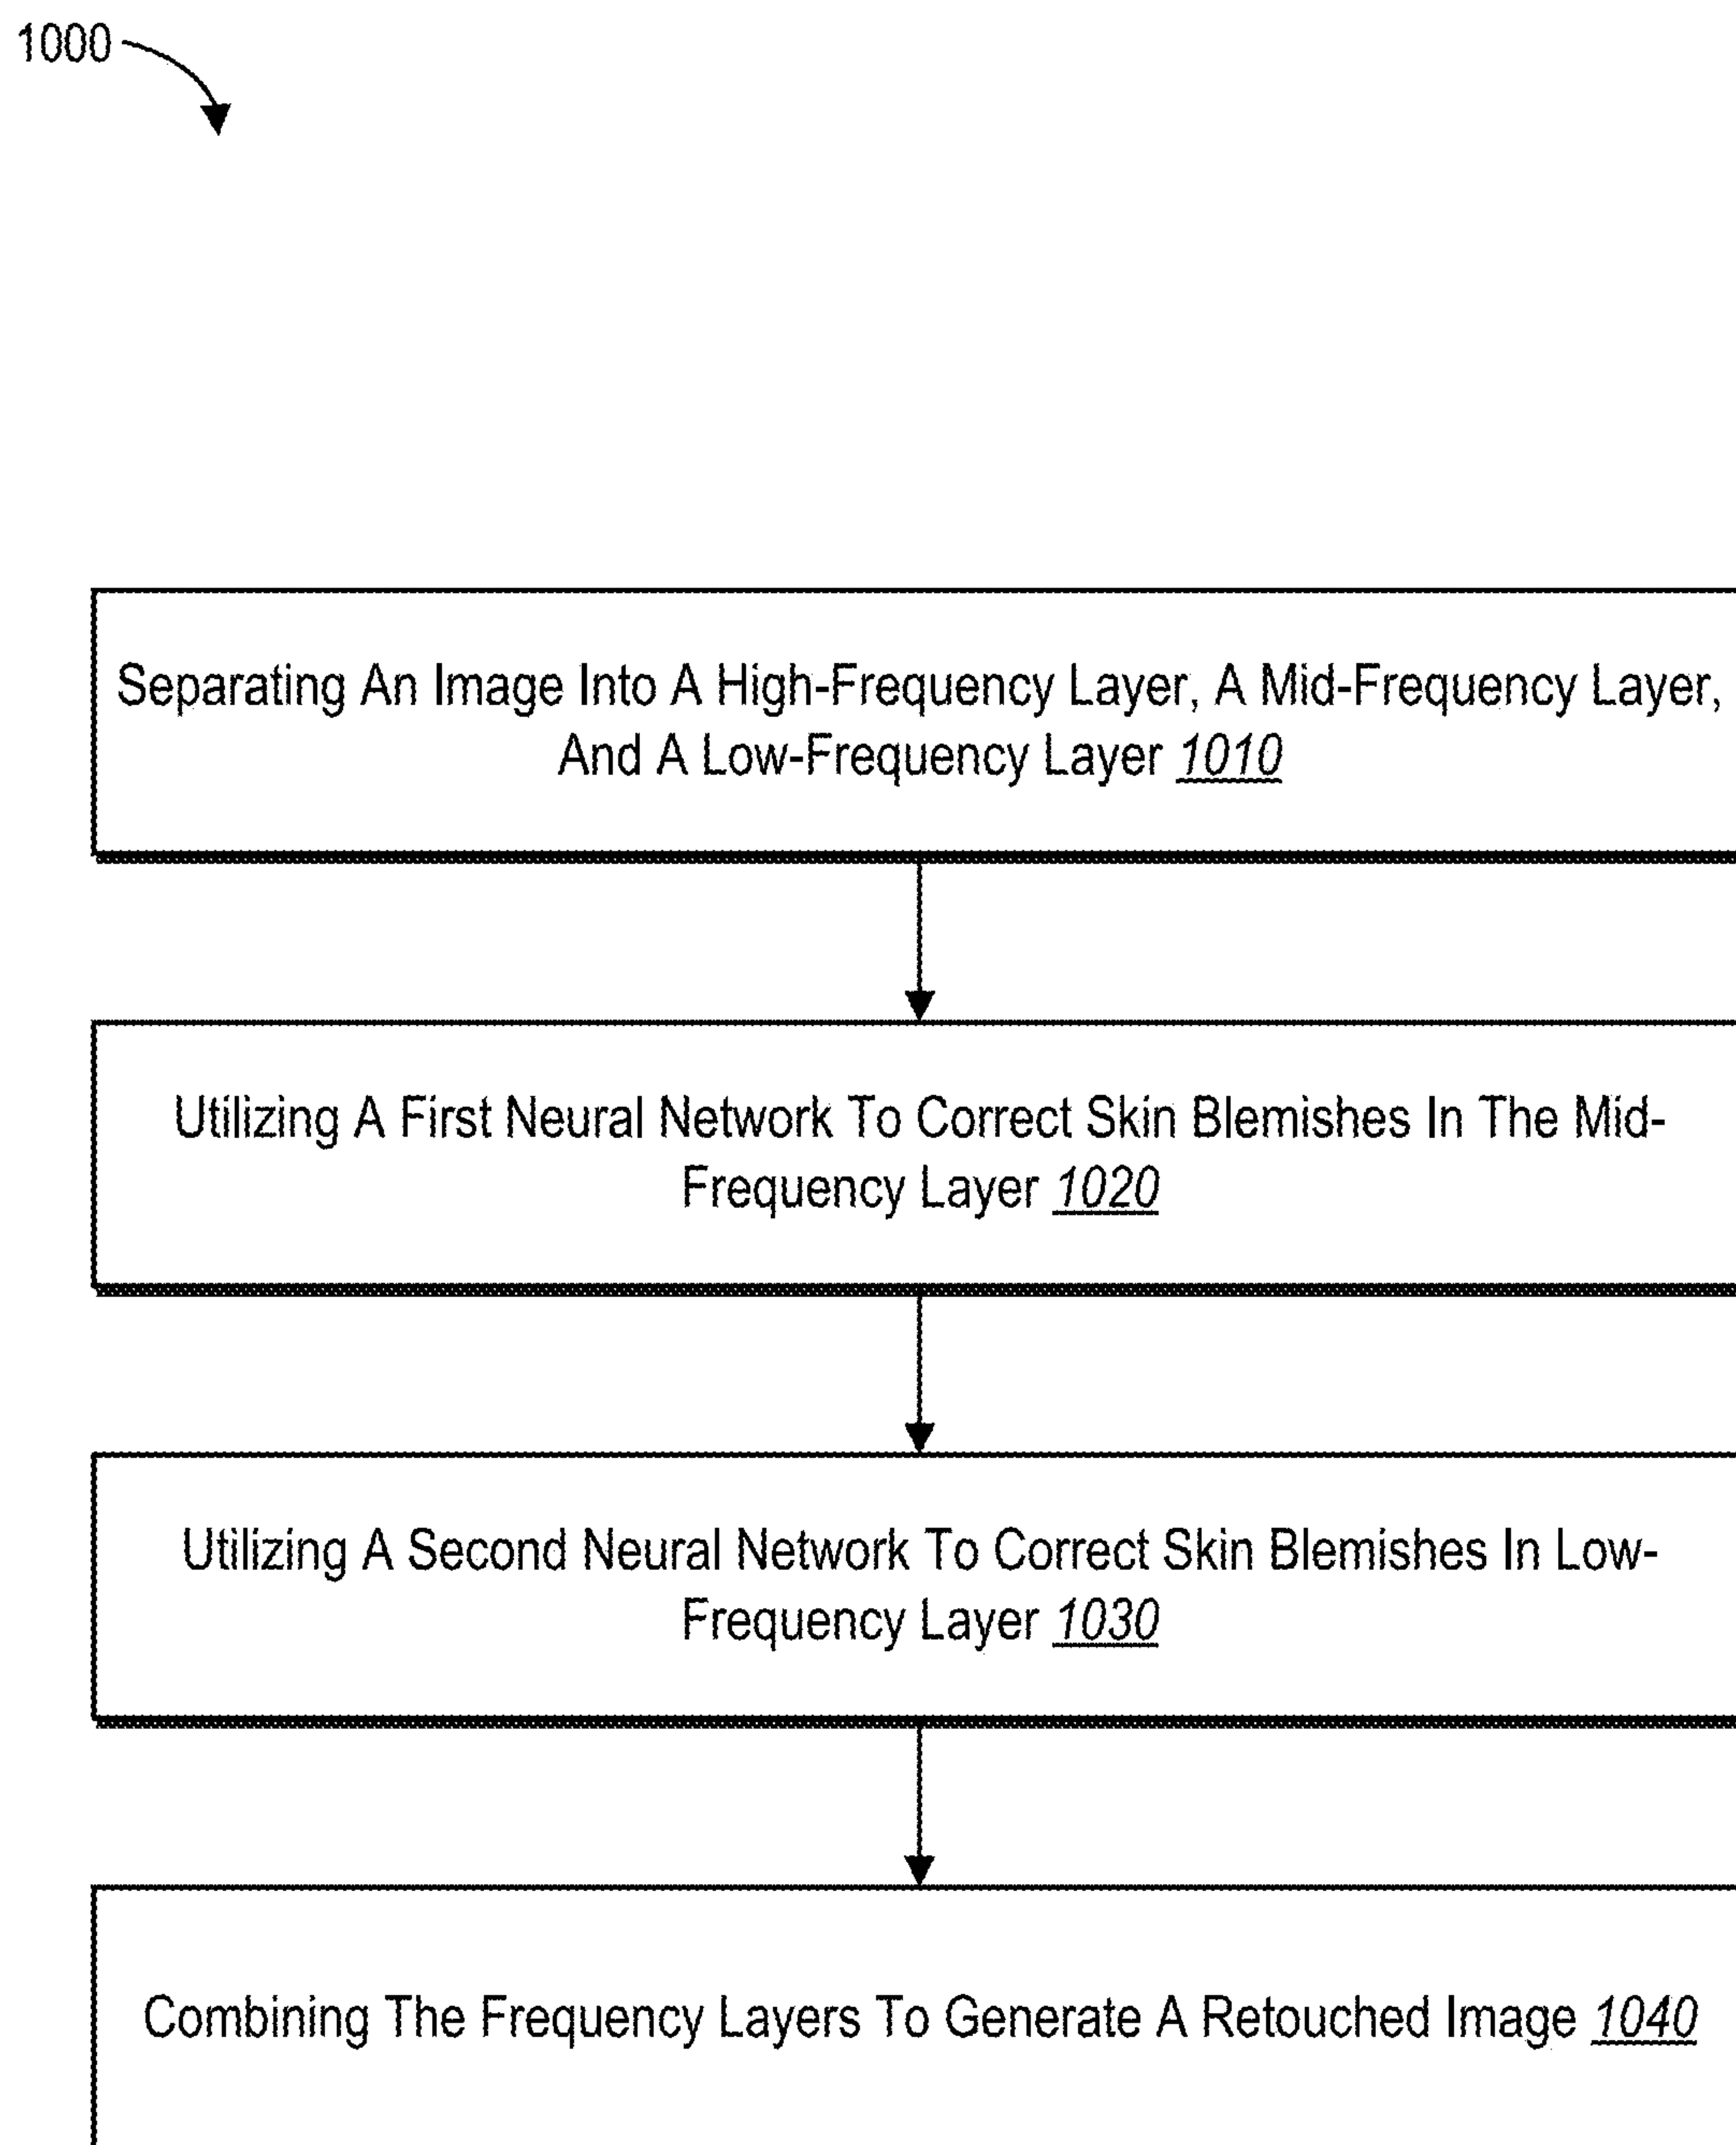 1000
Separating An Image Into A High-Frequency Layer, A Mid-Frequency Layer,
And A Low-Frequency Layer 1010
Utilizing A First Neural Network To Correct Skin Blemishes In The Mid-
Frequency Layer 1020
Utilizing A Second Neural Network To Correct Skin Blemishes In Low-
Frequency Layer 1030
Combining The Frequency Layers To Generate A Retouched Image 1040